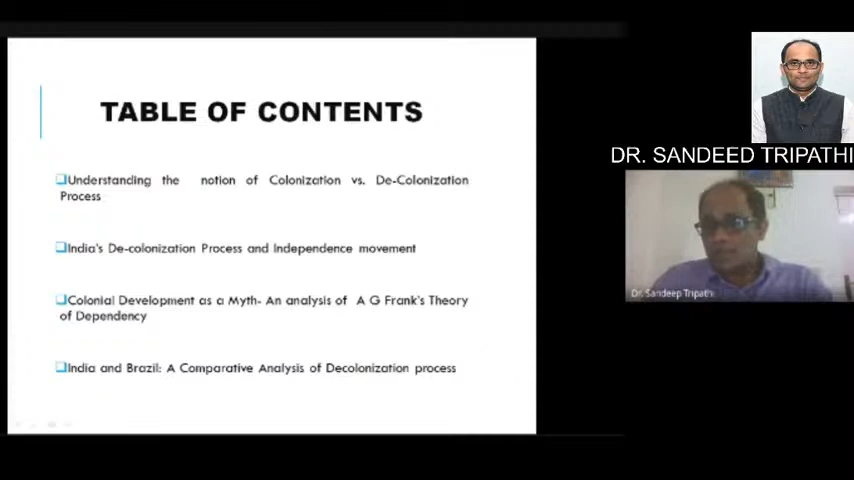 TABLE OF CONTENTS
Understanding the notion of Colonization vs. De-Colonization
Process
India's De-colonization Process and Independence movement
Colonial Development as a Myth- An analysis of A G Frank's Theory
of Dependency
India and Brazil: A Comparative Analysis of Decolonization process
DR. SANDEED TRIPATHI
Dr. Sandeep Tripathi